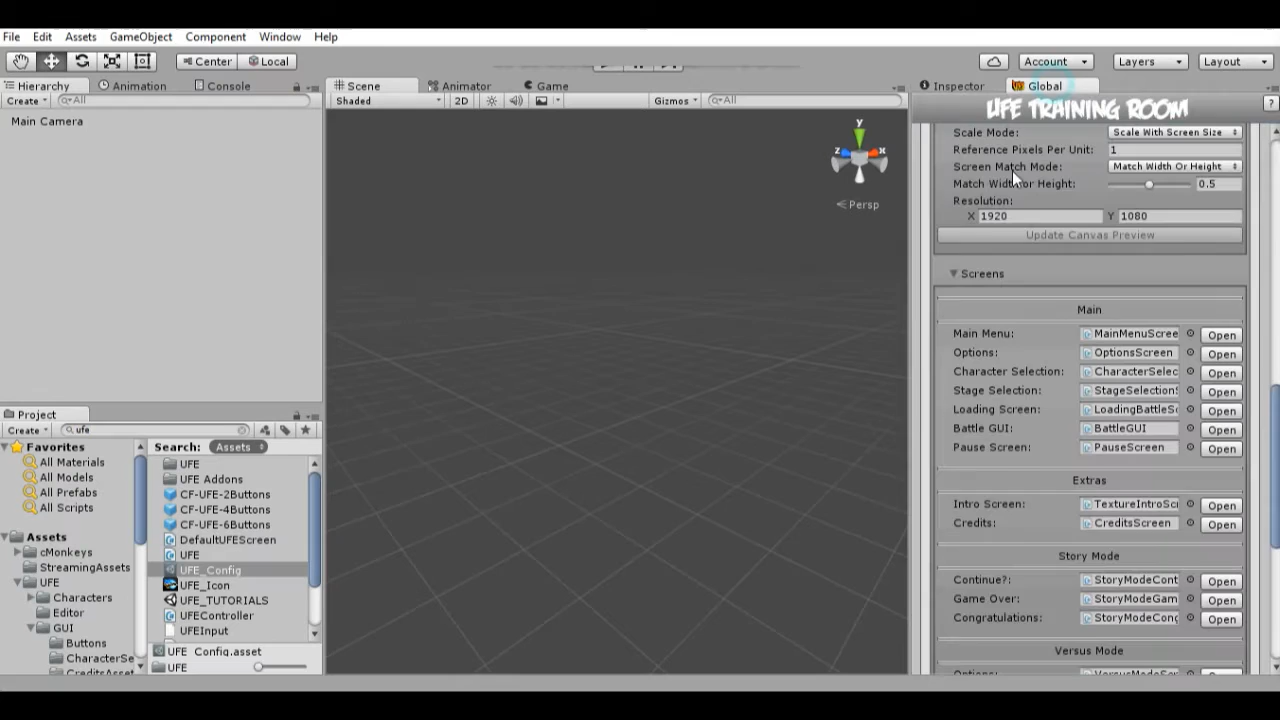 File Edit Assets GameObject Component Window Help
Center Local Account Layers Layout
Hierarchy Animation Console Scene Animator Game Inspector Global
Create All Shaded 2D Gizmos All
UFE TRAINING ROOM ?
Main Camera
y
z x
Persp
Scale Mode: Scale With Screen Size
Reference Pixels Per Unit: 1
Screen Match Mode: Match Width Or Height
Match Width or Height: 0.5
Resolution:
X 1920 Y 1080
Update Canvas Preview
Screens
Main
Main Menu: MainMenuScree Open
Options: OptionsScreen Open
Character Selection: CharacterSelec Open
Stage Selection: StageSelection Open
Loading Screen: LoadingBattleS Open
Battle GUI: BattleGUI Open
Pause Screen: PauseScreen Open
Extras
Intro Screen: TextureIntroSc Open
Credits: CreditsScreen Open
Story Mode
Continue?: StoryModeCont Open
Game Over: StoryModeGam Open
Congratulations: StoryModeCon Open
Versus Mode
Project
Create ufe
Favorites
All Materials
All Models
All Prefabs
All Scripts
Assets
cMonkeys
StreamingAssets
UFE
Characters
Editor
GUI
Buttons
CharacterSe
CreditsAsset
Search: Assets
UFE
UFE Addons
CF-UFE-2Buttons
CF-UFE-4Buttons
CF-UFE-6Buttons
DefaultUFEScreen
UFE
UFE_Config
UFE_Icon
UFE_TUTORIALS
UFEController
UFEInput
UFE_Config.asset
UFE